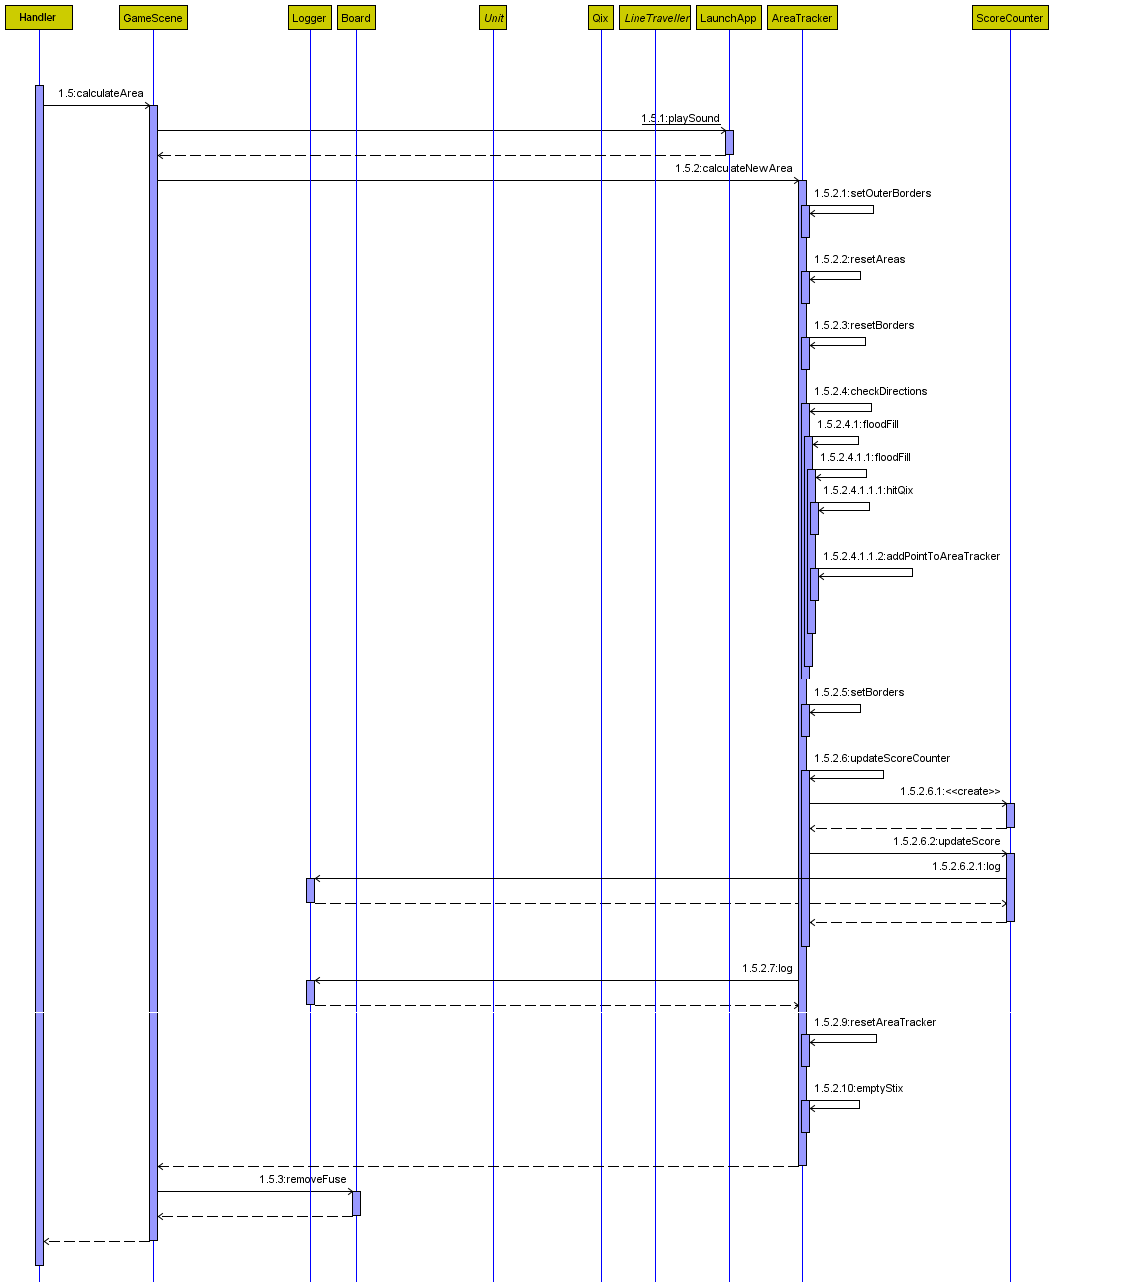 Handler
GameScene
Logger
Board
Unit
Qix
LineTraveller
LaunchApp
AreaTracker
ScoreCounter
1.5:calculateArea
1.5.1:playSound
1.5.2:calculateNewArea
1.5.2.1:setOuterBorders
1.5.2.2:resetAreas
1.5.2.3:resetBorders
1.5.2.4:checkDirections
1.5.2.4.1:floodFill
1.5.2.4.1.1:floodFill
1.5.2.4.1.1.1:hitQix
1.5.2.4.1.1.2:addPointToAreaTracker
1.5.2.5:setBorders
1.5.2.6:updateScoreCounter
1.5.2.6.1:<<create>>
1.5.2.6.2:updateScore
1.5.2.6.2.1:log
1.5.2.7:log
1.5.2.9:resetAreaTracker
1.5.2.10:emptyStix
1.5.3:removeFuse